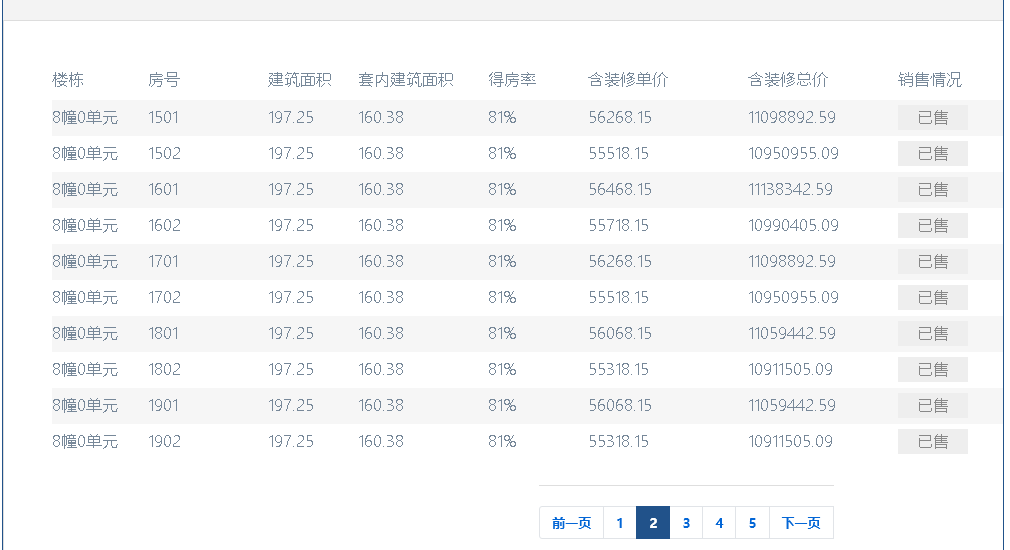 楼栋 房号 建筑面积 套内建筑面积 得房率 含装修单价 含装修总价 销售情况
8幢0单元 1501 197.25 160.38 81% 56268.15 11098892.59 已售
8幢0单元 1502 197.25 160.38 81% 55518.15 10950955.09 已售
8幢0单元 1601 197.25 160.38 81% 56468.15 11138342.59 已售
8幢0单元 1602 197.25 160.38 81% 55718.15 10990405.09 已售
8幢0单元 1701 197.25 160.38 81% 56268.15 11098892.59 已售
8幢0单元 1702 197.25 160.38 81% 55518.15 10950955.09 已售
8幢0单元 1801 197.25 160.38 81% 56068.15 11059442.59 已售
8幢0单元 1802 197.25 160.38 81% 55318.15 10911505.09 已售
8幢0单元 1901 197.25 160.38 81% 56068.15 11059442.59 已售
8幢0单元 1902 197.25 160.38 81% 55318.15 10911505.09 已售
前一页 1 2 3 4 5 下一页